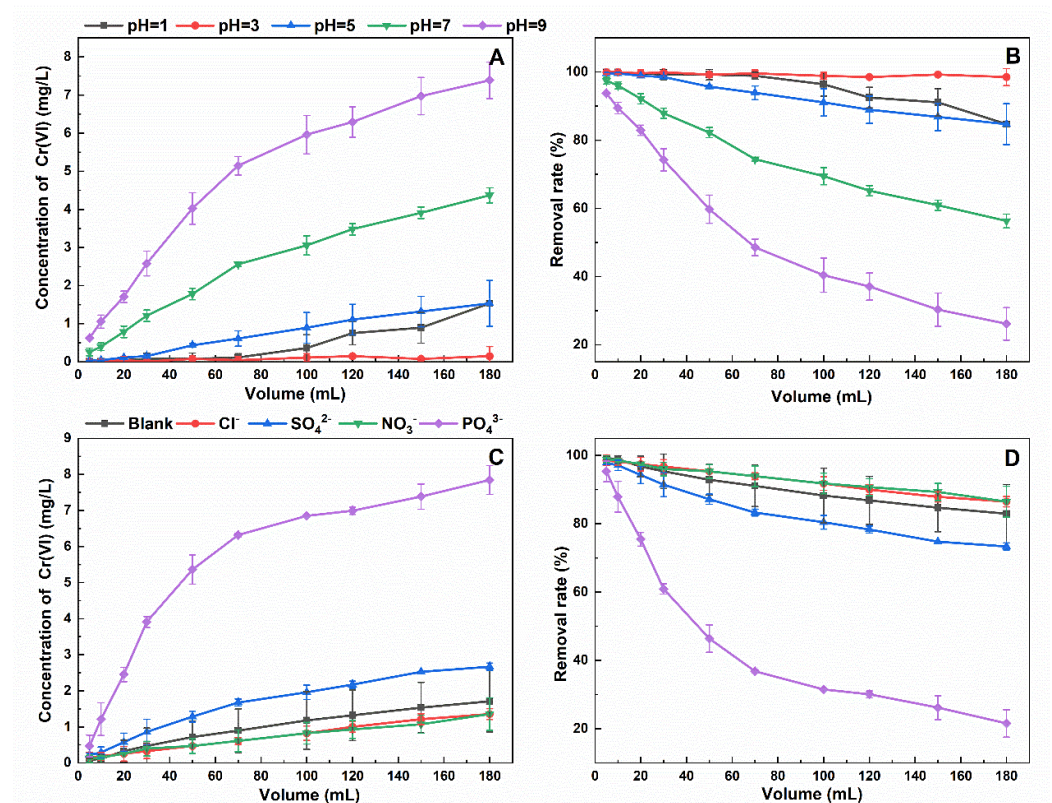 pH=1 pH=3 pH=5 pH=7 pH=9
A
Concentration of Cr(VI) (mg/L)
8
7
6
5
4
3
2
1
0
0 20 40 60 80 100 120 140 160 180
Volume (mL)
B
Removal rate (%)
100
80
60
40
20
0 20 40 60 80 100 120 140 160 180
Volume (mL)
Blank Cl⁻ SO₄²⁻ NO₃⁻ PO₄³⁻
C
Concentration of Cr(VI) (mg/L)
9
8
7
6
5
4
3
2
1
0
0 20 40 60 80 100 120 140 160 180
Volume (mL)
D
Removal rate (%)
100
80
60
40
20
0 20 40 60 80 100 120 140 160 180
Volume (mL)